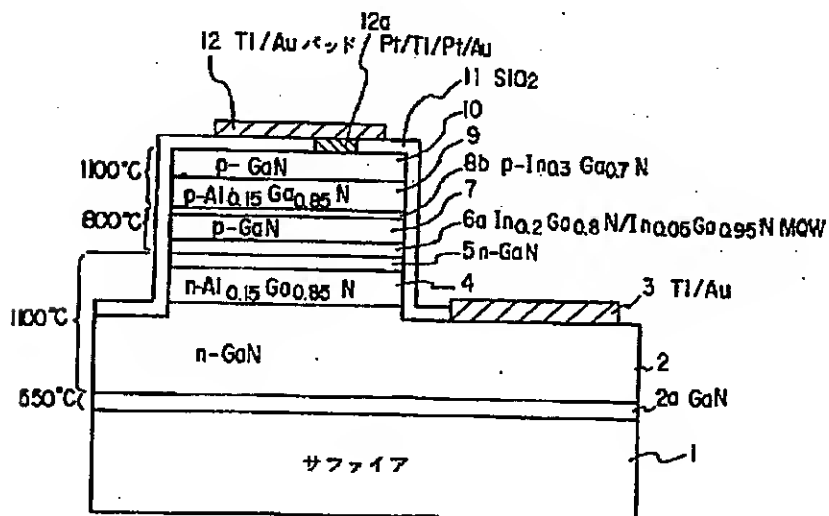 12a
12 Ti/Au パッド / Pt/Ti/Pt/Au
11 SiO2
10
9
8b p-In0.3 Ga0.7 N
7
6a In0.2 Ga0.8 N/In0.05 Ga0.95 N MQW
5 n-GaN
4
3 Ti/Au
1100℃
p-GaN
p-Al0.15 Ga0.85 N
800℃
p-GaN
n-Al0.15 Ga0.85 N
1100℃
n-GaN
2
550℃
2a GaN
サファイア
1